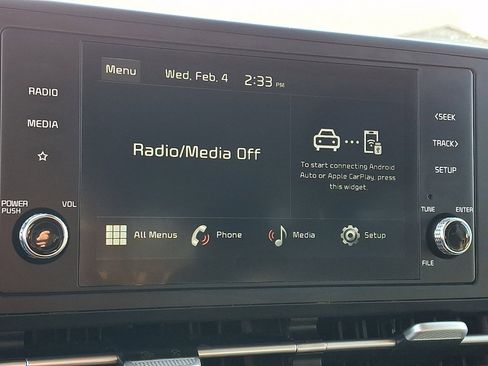 Menu Wed, Feb. 4 2:33 PM
RADIO
MEDIA
POWER
PUSH
VOL
Radio/Media Off
To start connecting Android
Auto or Apple CarPlay, press
this widget.
All Menus Phone Media Setup
<SEEK
TRACK>
SETUP
TUNE ENTER
FILE